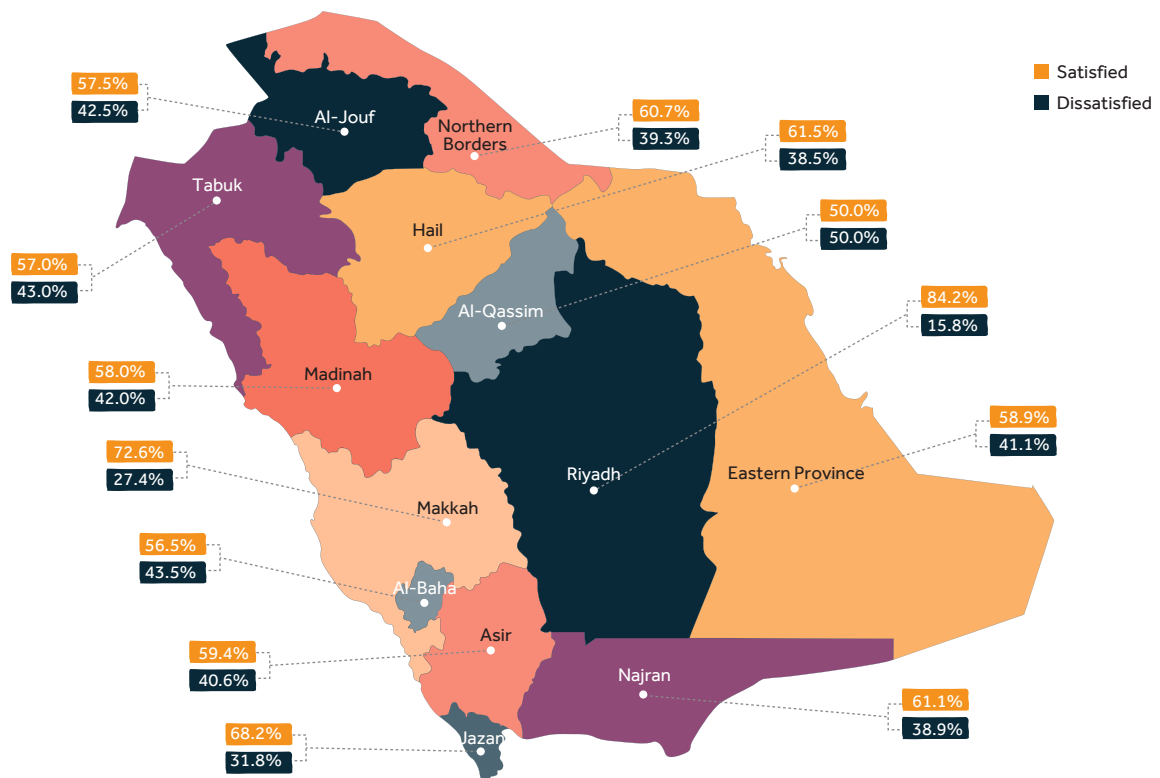 Satisfied
Dissatisfied
57.5%
42.5%
Al-Jouf
Northern
Borders
60.7%
39.3%
61.5%
38.5%
Tabuk
Hail
50.0%
50.0%
57.0%
43.0%
Al-Qassim
84.2%
15.8%
58.0%
42.0%
Madinah
58.9%
41.1%
72.6%
27.4%
Riyadh
Eastern Province
Makkah
56.5%
43.5%
Al-Baha
Asir
59.4%
40.6%
Najran
61.1%
38.9%
68.2%
31.8%
Jazan